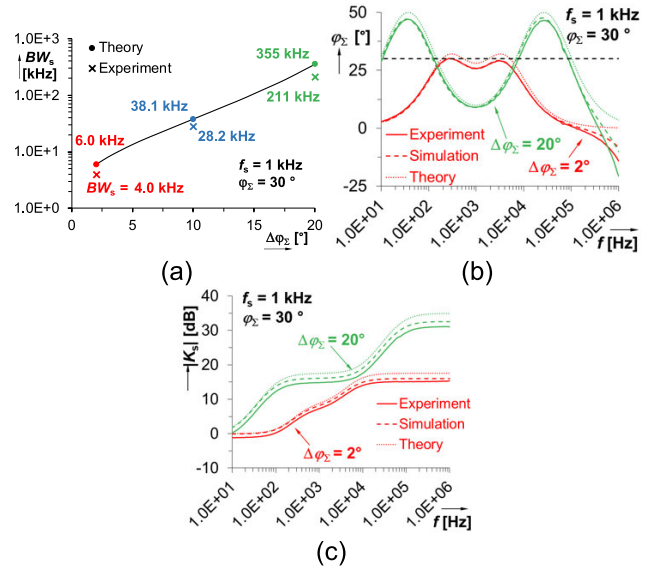 1.0E+3
BWs
[kHz]
Theory
Experiment
355 kHz
1.0E+2
211 kHz
38.1 kHz
6.0 kHz
28.2 kHz
1.0E+1
fs = 1 kHz
φΣ = 30 °
BWs = 4.0 kHz
1.0E+0
0 5 10 15 20
ΔφΣ [°]
(a)
50
φΣ [°]
fs = 1 kHz
φΣ = 30 °
25
ΔφΣ = 20°
Experiment
ΔφΣ = 2°
0
Simulation
Theory
-25
1.0E+01 1.0E+02 1.0E+03 1.0E+04 1.0E+05 1.0E+06
f [Hz]
(b)
40
fs = 1 kHz
φΣ = 30 °
30
|Ks| [dB]
ΔφΣ = 20°
20
10
Experiment
Simulation
0
ΔφΣ = 2°
Theory
-10
1.0E+01 1.0E+02 1.0E+03 1.0E+04 1.0E+05 1.0E+06
f [Hz]
(c)